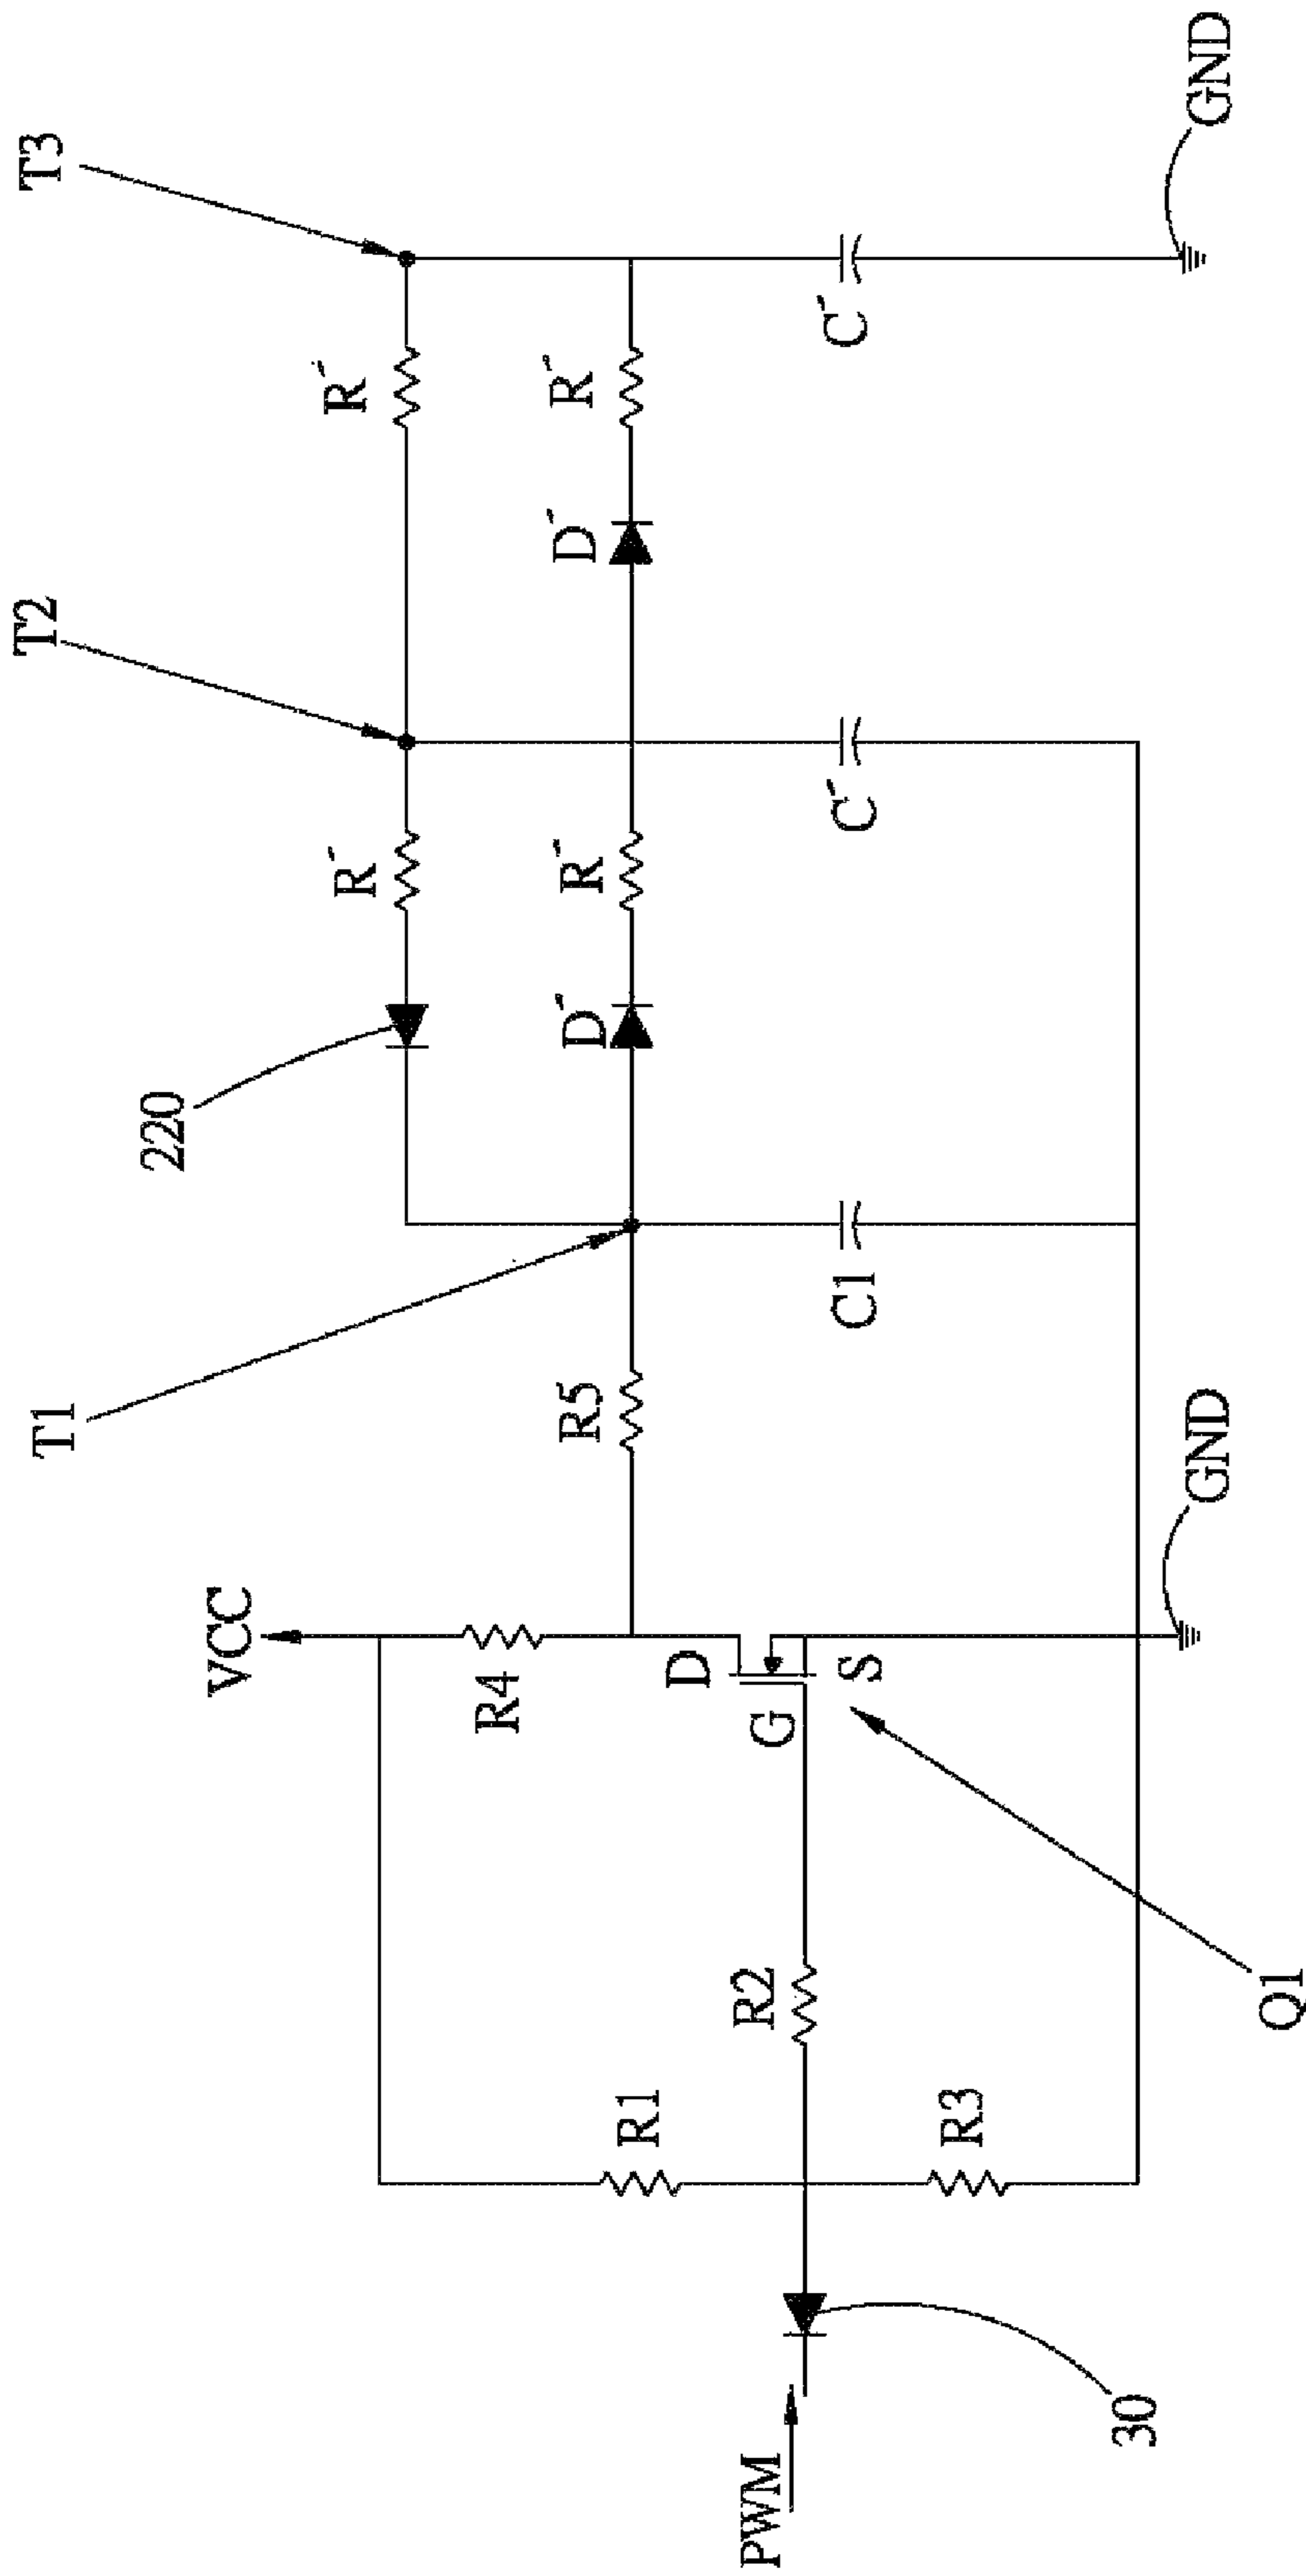 T1
T2
T3
220
VCC
R´
R´
R4
R5
D´
R´
D´
R´
R1
D
G
S
C1
C´
C´
PWM
R2
R3
30
Q1
GND
GND